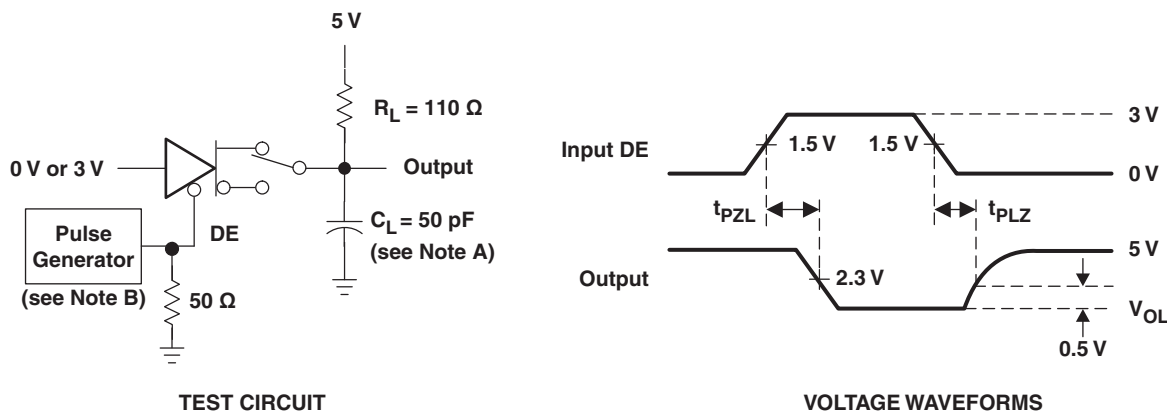 5 V
R_L = 110 Ω
0 V or 3 V
Output
Pulse
Generator
(see Note B)
DE
50 Ω
C_L = 50 pF
(see Note A)
TEST CIRCUIT
Input DE
1.5 V
1.5 V
3 V
0 V
t_PZL
t_PLZ
Output
2.3 V
5 V
V_OL
0.5 V
VOLTAGE WAVEFORMS